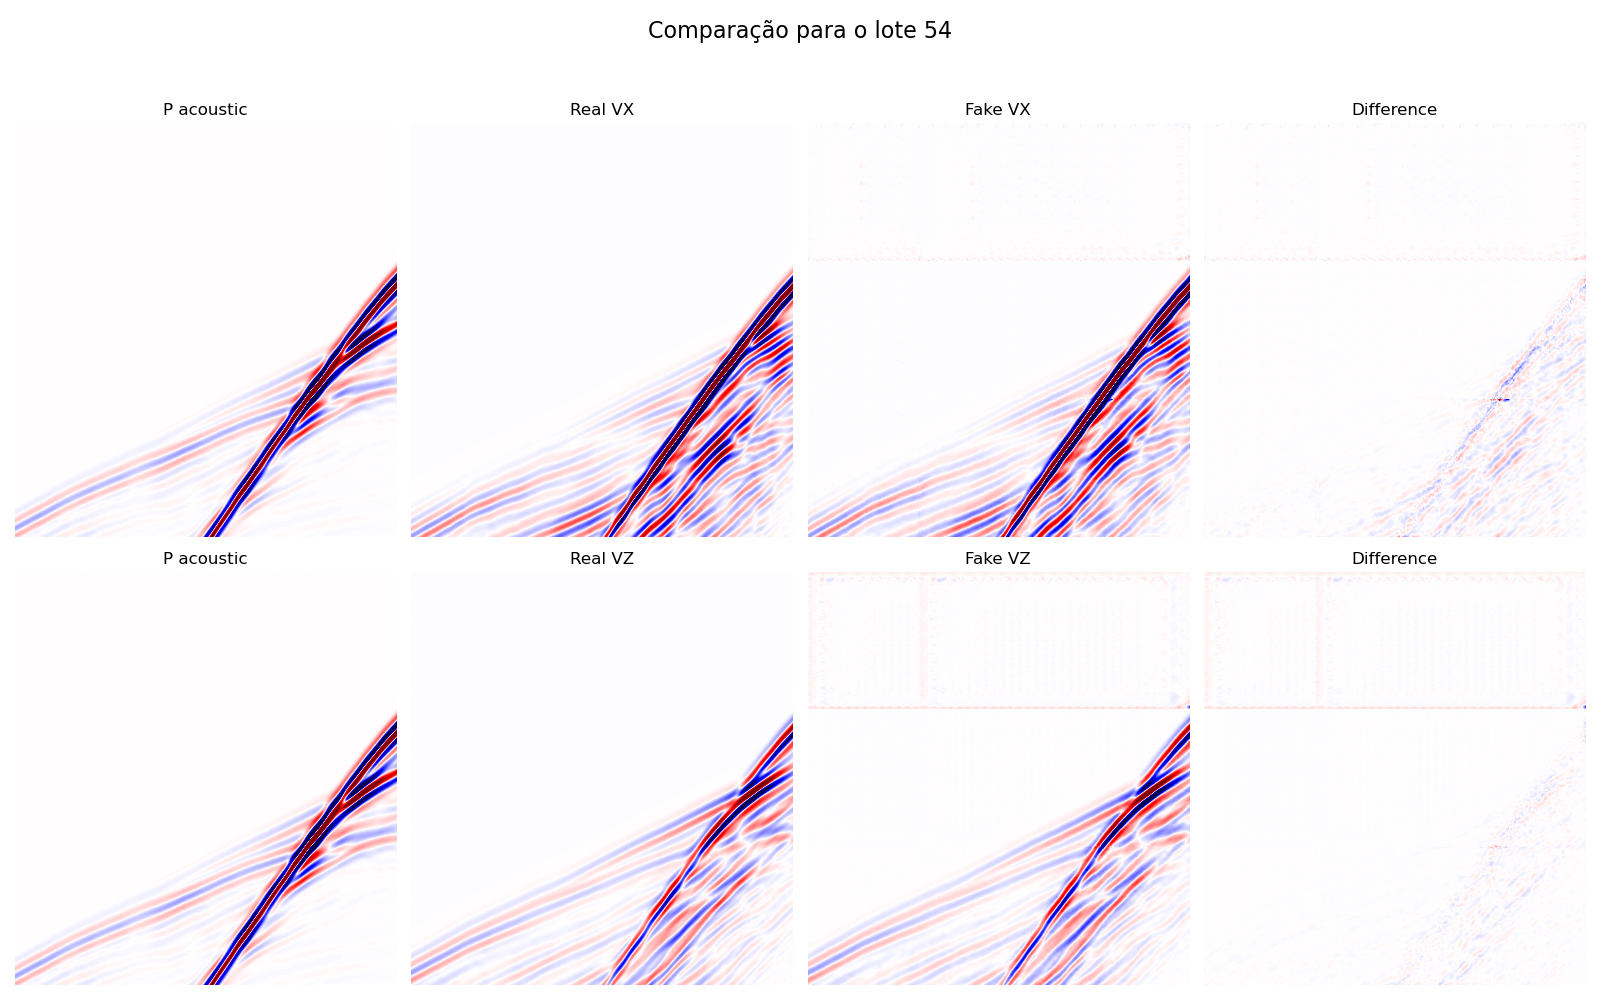 Comparação para o lote 54
P acoustic
Real VX
Fake VX
Difference
P acoustic
Real VZ
Fake VZ
Difference